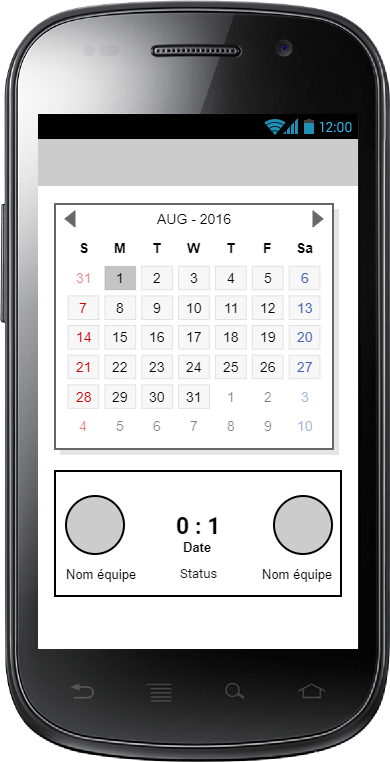 12:00
AUG - 2016
S M T W T F Sa
31 1 2 3 4 5 6
7 8 9 10 11 12 13
14 15 16 17 18 19 20
21 22 23 24 25 26 27
28 29 30 31 1 2 3
4 5 6 7 8 9 10
0 : 1
Date
Nom équipe Status Nom équipe